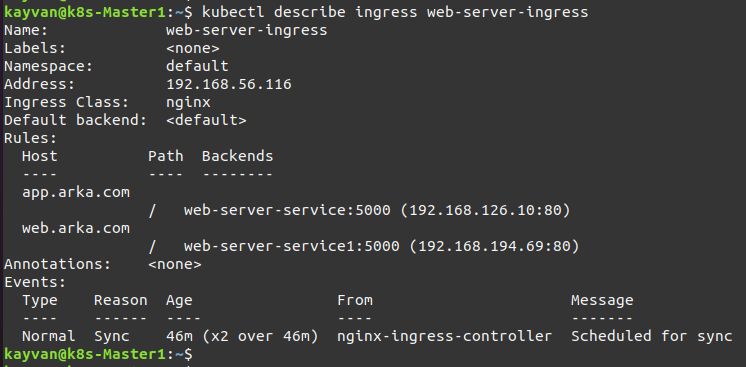 kayvan@k8s-Master1:~$ kubectl describe ingress web-server-ingress
Name:             web-server-ingress
Labels:           <none>
Namespace:        default
Address:          192.168.56.116
Ingress Class:    nginx
Default backend:  <default>
Rules:
  Host          Path  Backends
  ----          ----  --------
  app.arka.com
                /   web-server-service:5000 (192.168.126.10:80)
  web.arka.com
                /   web-server-service1:5000 (192.168.194.69:80)
Annotations:    <none>
Events:
  Type    Reason  Age                From                      Message
  ----    ------  ----               ----                      -------
  Normal  Sync    46m (x2 over 46m)  nginx-ingress-controller  Scheduled for sync
kayvan@k8s-Master1:~$